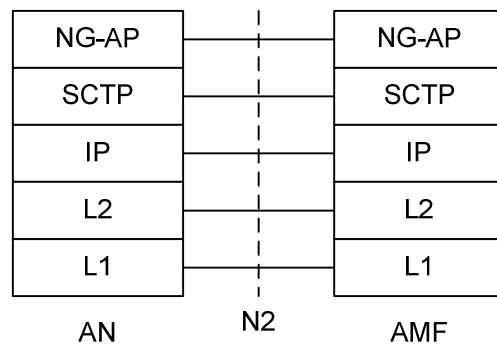 NG-AP NG-AP
SCTP SCTP
IP IP
L2 L2
L1 L1
AN N2 AMF